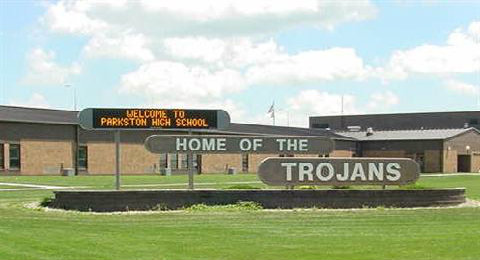 WELCOME TO
PARKSTON HIGH SCHOOL
HOME OF THE
TROJANS